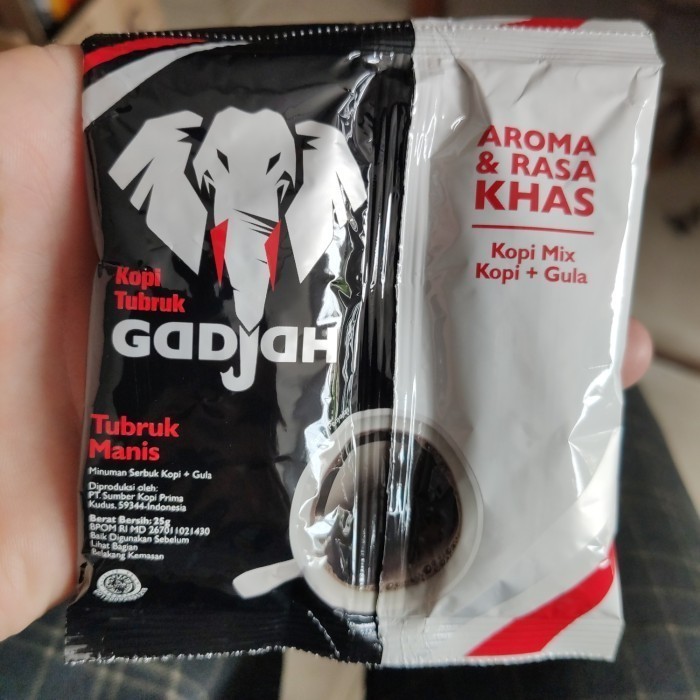 Kopi
Tubruk
GADJAH
Tubruk
Manis
Minuman Serbuk Kopi + Gula
Diproduksi oleh:
PT. Sumber Kopi Prima
Kudus, 59344-Indonesia
Berat Bersih: 25g
BPOM RI MD 267011021430
Baik Digunakan Sebelum
Lihat Bagian
Belakang Kemasan
AROMA
& RASA
KHAS
Kopi Mix
Kopi + Gula